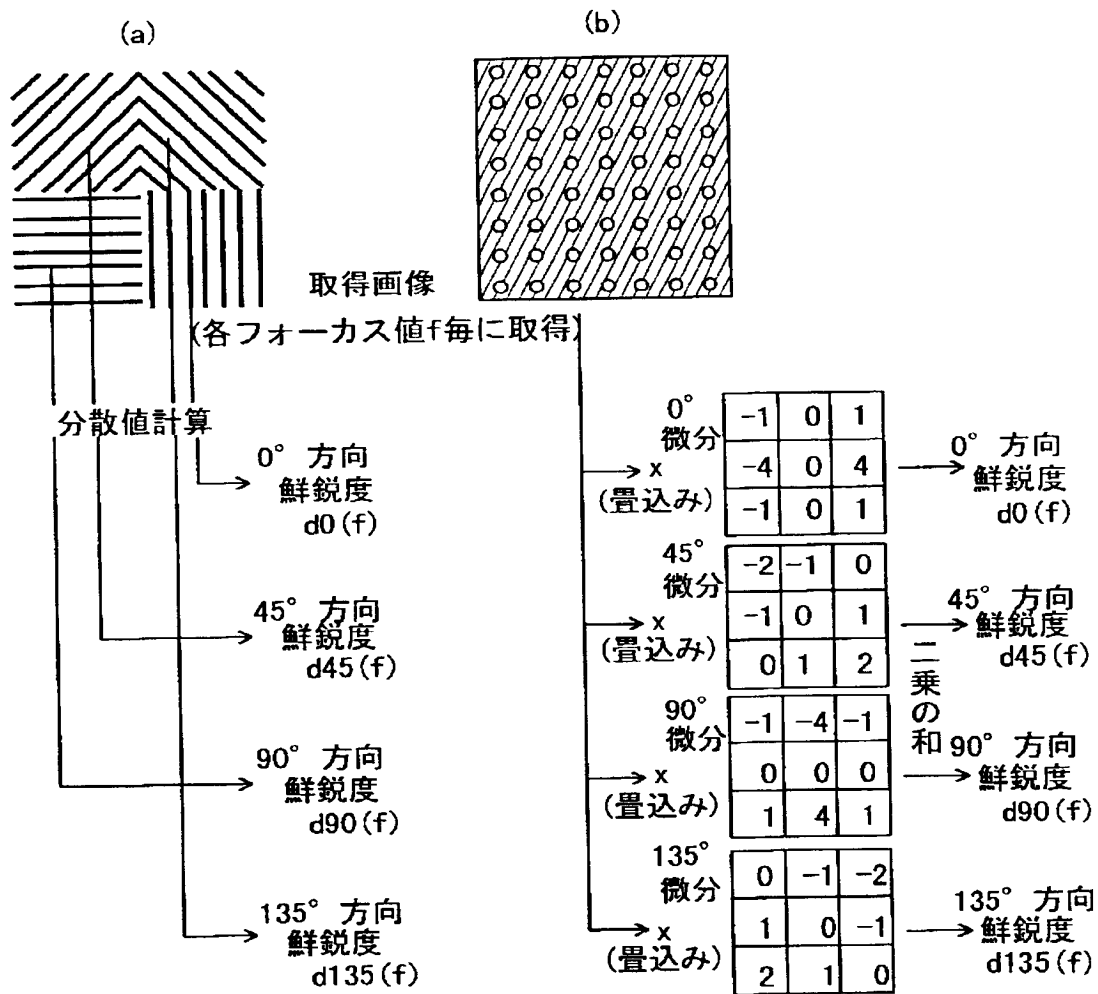 (a)
(b)
取得画像
(各フォーカス値f毎に取得)
分散値計算
0° 方向
鮮鋭度
d0(f)
45° 方向
鮮鋭度
d45(f)
90° 方向
鮮鋭度
d90(f)
135° 方向
鮮鋭度
d135(f)
0°
微分
x
(畳込み)
-1 0 1
-4 0 4
-1 0 1
0° 方向
鮮鋭度
d0(f)
45°
微分
x
(畳込み)
-2 -1 0
-1 0 1
0 1 2
45° 方向
鮮鋭度
d45(f)
二乗の和
90°
微分
x
(畳込み)
-1 -4 -1
0 0 0
1 4 1
90° 方向
鮮鋭度
d90(f)
135°
微分
x
(畳込み)
0 -1 -2
1 0 -1
2 1 0
135° 方向
鮮鋭度
d135(f)